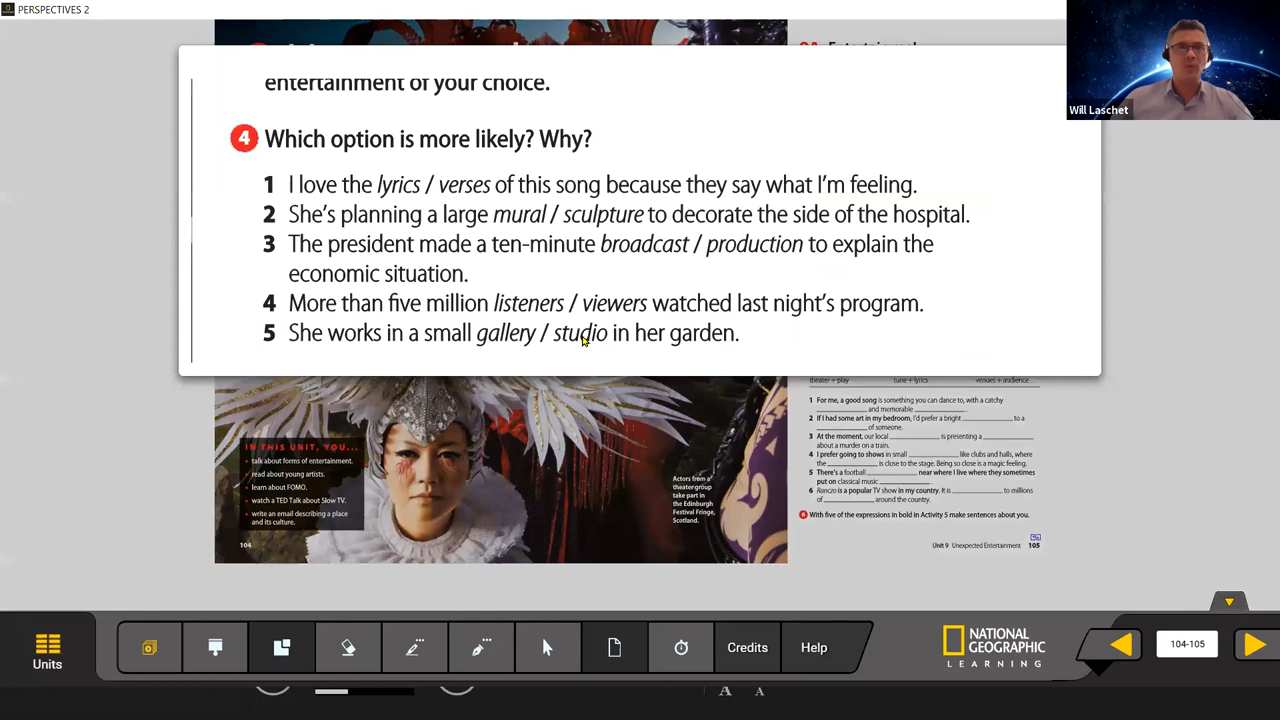 PERSPECTIVES 2
Will Laschet
entertainment of your choice.
4 Which option is more likely? Why?
1 I love the lyrics / verses of this song because they say what I'm feeling.
2 She's planning a large mural / sculpture to decorate the side of the hospital.
3 The president made a ten-minute broadcast / production to explain the
economic situation.
4 More than five million listeners / viewers watched last night's program.
5 She works in a small gallery / studio in her garden.
IN THIS UNIT, YOU...
• talk about forms of entertainment.
• read about young artists.
• learn about FOMO.
• watch a TED Talk about Slow TV.
• write an email describing a place
and its culture.
104
Actors from a
theater group
take part in
the Edinburgh
Festival Fringe,
Scotland.
theater + play tune + lyrics venues + audience
1 For me, a good song is something you can dance to, with a catchy
and memorable .
2 If I had some art in my bedroom, I'd prefer a bright to a
of someone.
3 At the moment, our local is presenting a
about a murder on a train.
4 I prefer going to shows in small like clubs and halls, where
the is close to the stage. Being so close is a magic feeling.
5 There's a football near where I live where they sometimes
put on classical music .
6 Ranczo is a popular TV show in my country. It is to millions
of around the country.
6 With five of the expressions in bold in Activity 5 make sentences about you.
Unit 9 Unexpected Entertainment 105
Units
Credits
Help
NATIONAL
GEOGRAPHIC
LEARNING
104-105
A A